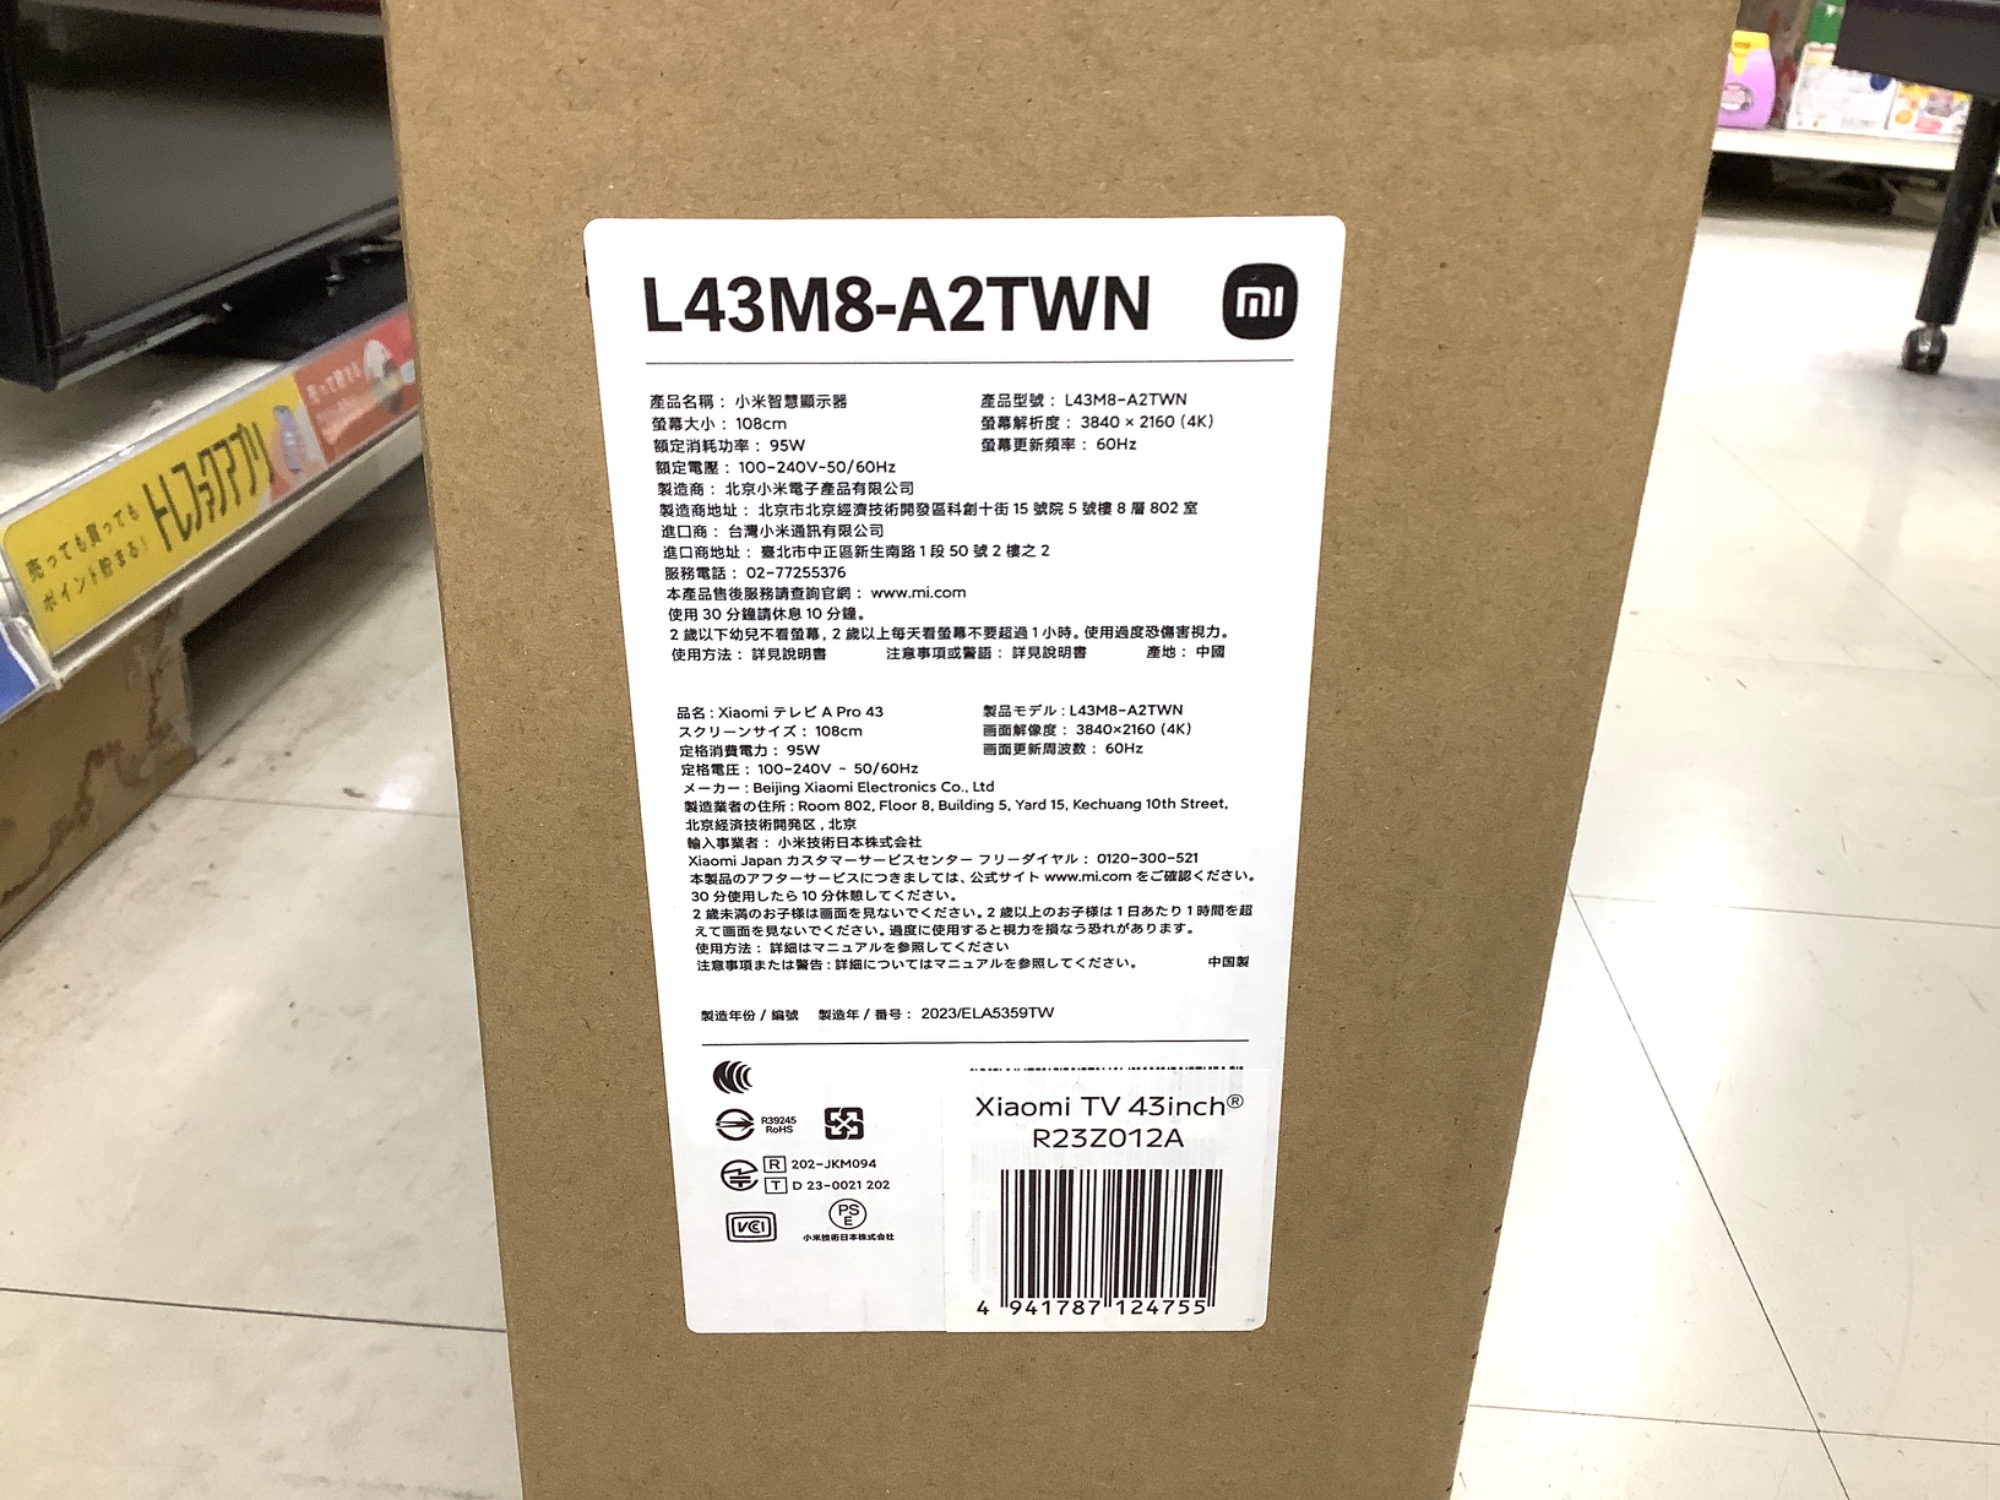 L43M8-A2TWN
mi
產品名稱：小米智慧顯示器 產品型號：L43M8-A2TWN
螢幕大小：108cm 螢幕解析度：3840 × 2160 (4K)
額定消耗功率：95W 螢幕更新頻率：60Hz
額定電壓：100-240V~50/60Hz
製造商：北京小米電子產品有限公司
製造商地址：北京市北京經濟技術開發區科創十街 15 號院 5 號樓 8 層 802 室
進口商：台灣小米通訊有限公司
進口商地址：臺北市中正區新生南路 1 段 50 號 2 樓之 2
服務電話：02-77255376
本產品售後服務請查詢官網：www.mi.com
使用 30 分鐘請休息 10 分鐘。
2 歲以下幼兒不看螢幕，2 歲以上每天看螢幕不要超過 1 小時。使用過度恐傷害視力。
使用方法：詳見說明書 注意事項或警語：詳見說明書 產地：中國
品名：Xiaomi テレビ A Pro 43 製品モデル：L43M8-A2TWN
スクリーンサイズ：108cm 画面解像度：3840×2160 (4K)
定格消費電力：95W 画面更新周波数：60Hz
定格電圧：100-240V ~ 50/60Hz
メーカー：Beijing Xiaomi Electronics Co., Ltd
製造業者の住所：Room 802, Floor 8, Building 5, Yard 15, Kechuang 10th Street,
北京経済技術開発区，北京
輸入事業者：小米技術日本株式会社
Xiaomi Japan カスタマーサービスセンター フリーダイヤル：0120-300-521
本製品のアフターサービスにつきましては、公式サイト www.mi.com をご確認ください。
30 分使用したら 10 分休憩してください。
2 歳未満のお子様は画面を見ないでください。2 歳以上のお子様は 1 日あたり 1 時間を超
えて画面を見ないでください。過度に使用すると視力を損なう恐れがあります。
使用方法：詳細はマニュアルを参照してください
注意事項または警告：詳細についてはマニュアルを参照してください。 中国製
製造年份 / 編號 製造年 / 番号：2023/ELA5359TW
R39245
RoHS
R 202-JKM094
T D 23-0021 202
VCI
PS
E
小米技術日本株式会社
Xiaomi TV 43inch®
R23Z012A
4 941787 124755
売っても買っても
ポイント貯まる!
トレファクアプリ